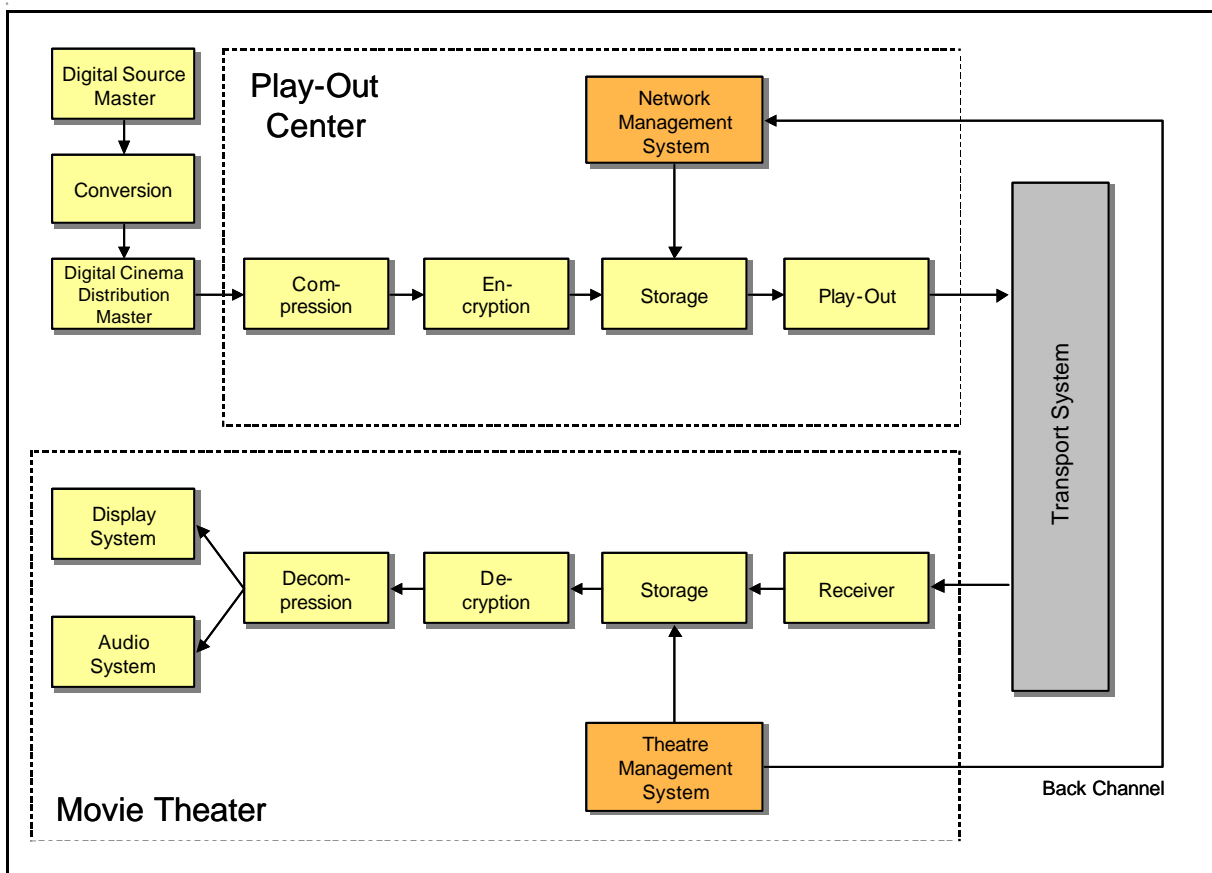 Digital Source
Master
Play-Out
Center
Network
Management
System
Conversion
Digital Cinema
Distribution
Master
Com-
pression
En-
cryption
Storage
Play-Out
Transport System
Display
System
Decom-
pression
De-
cryption
Storage
Receiver
Audio
System
Theatre
Management
System
Back Channel
Movie Theater